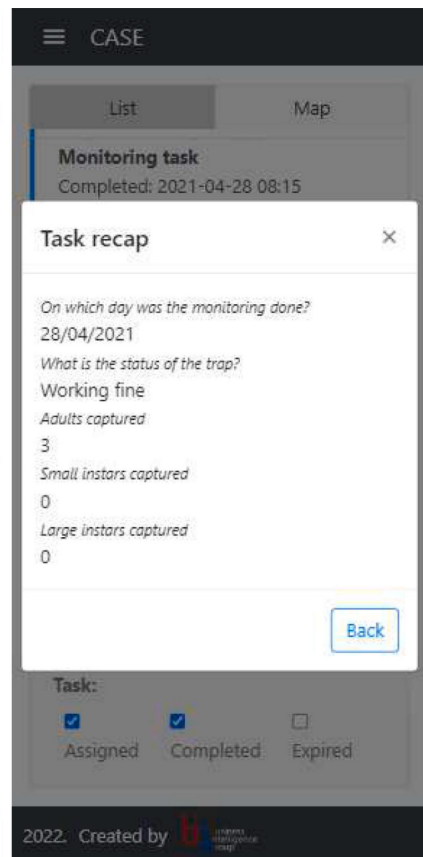 CASE
List
Map
Monitoring task
Completed: 2021-04-28 08:15
Task recap
×
On which day was the monitoring done?
28/04/2021
What is the status of the trap?
Working fine
Adults captured
3
Small instars captured
0
Large instars captured
0
Back
Task:
Assigned Completed Expired
2022. Created by